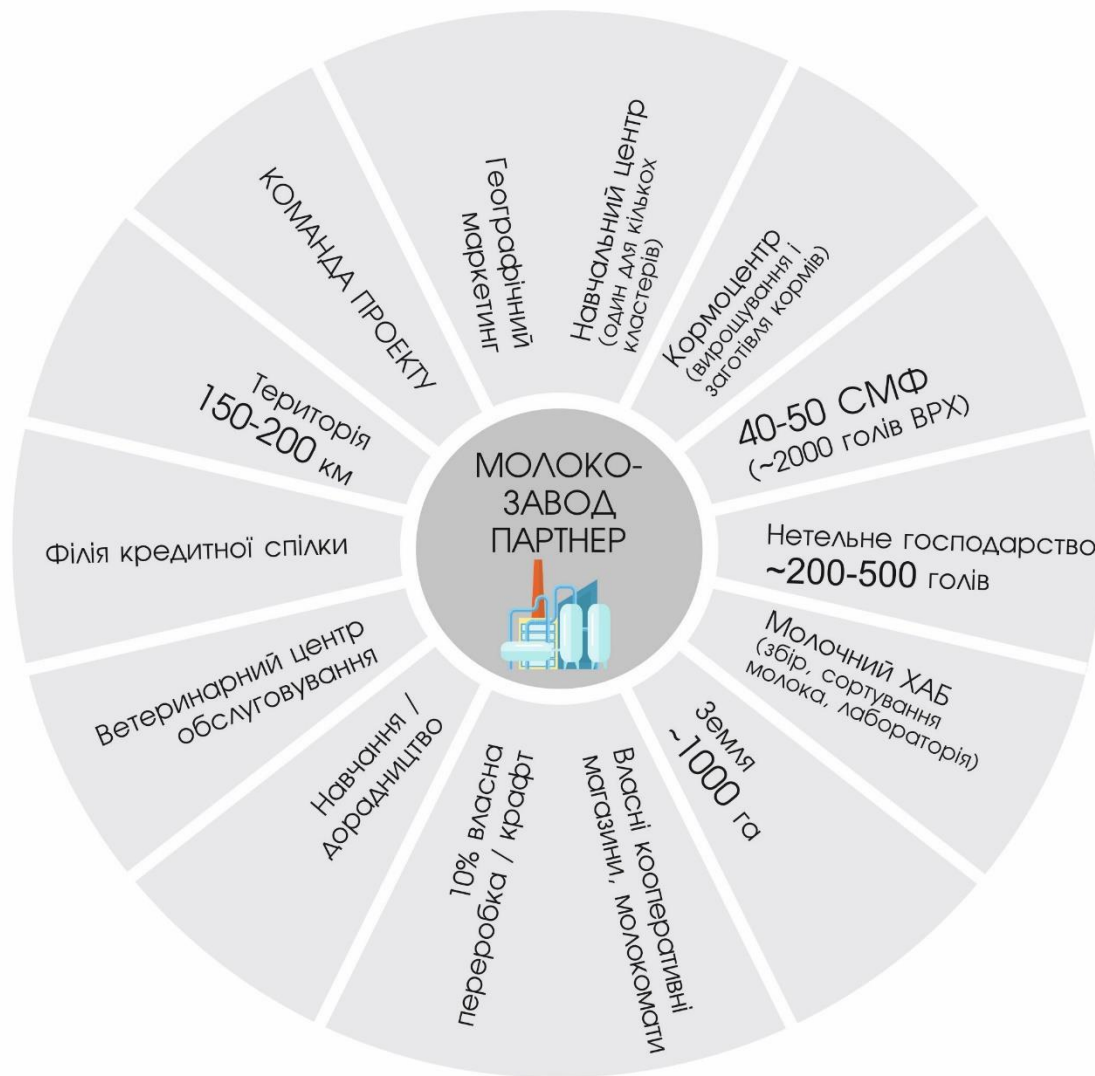 МОЛОКО-
ЗАВОД
ПАРТНЕР
Географічний
маркетинг
Навчальний центр
(один для кількох
кластерів)
Кормоцентр
(вирощування і
заготівля кормів)
40-50 СМФ
(~2000 голів ВРХ)
Нетельне господарство
~200-500 голів
Молочний ХАБ
(збір, сортування
молока, лабораторія)
Земля
~1000 га
Власні кооперативні
магазини, молокомати
10% власна
переробка / крафт
Навчання /
дорадництво
Ветеринарний центр
обслуговування
Філія кредитної спілки
Територія
150-200 км
КОМАНДА ПРОЕКТУ